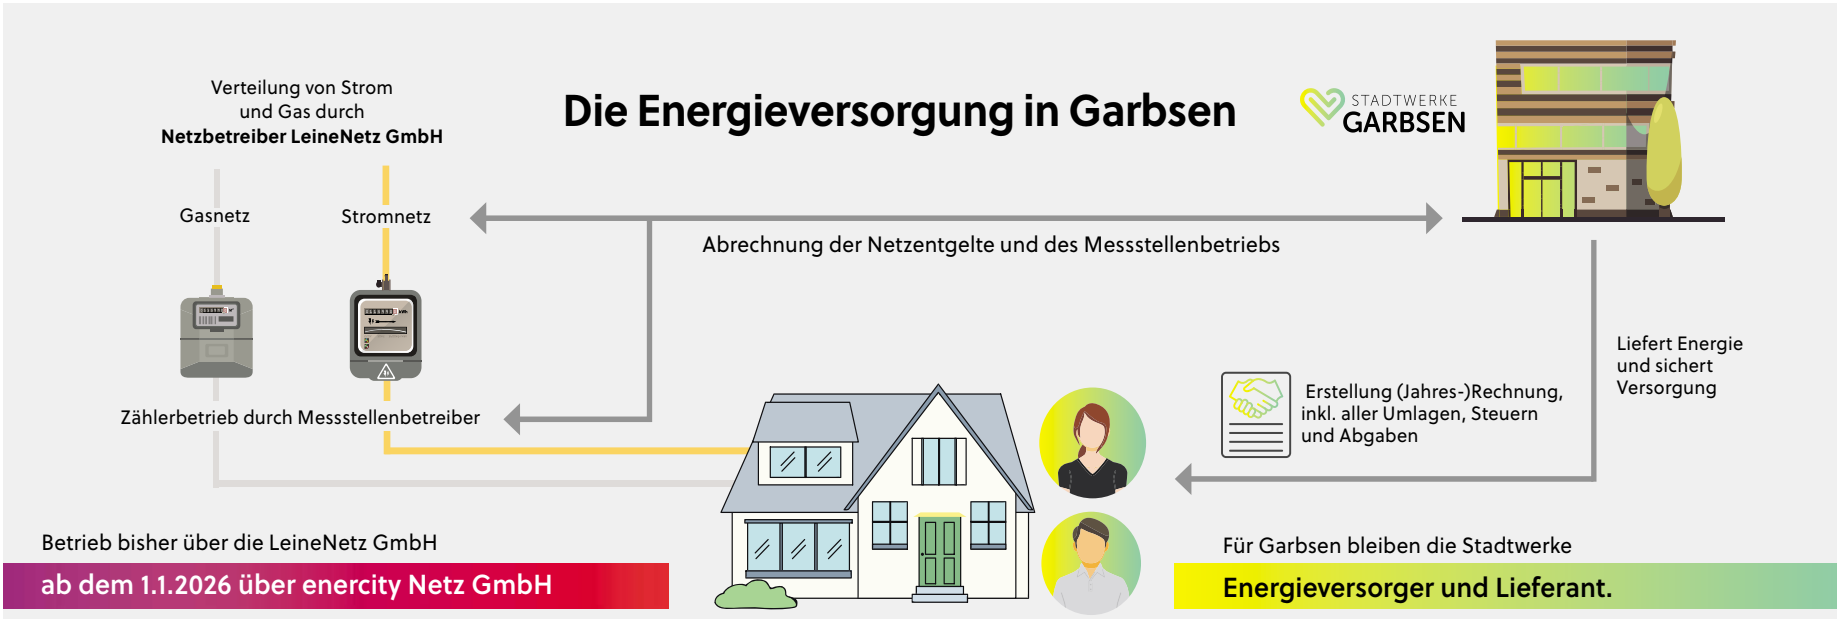 Die Energieversorgung in Garbsen
STADTWERKE
GARBSEN
Verteilung von Strom
und Gas durch
Netzbetreiber LeineNetz GmbH
Gasnetz
Stromnetz
Abrechnung der Netzentgelte und des Messstellenbetriebs
Zählerbetrieb durch Messstellenbetreiber
Liefert Energie
und sichert
Versorgung
Erstellung (Jahres-)Rechnung,
inkl. aller Umlagen, Steuern
und Abgaben
Betrieb bisher über die LeineNetz GmbH
ab dem 1.1.2026 über enercity Netz GmbH
Für Garbsen bleiben die Stadtwerke
Energieversorger und Lieferant.